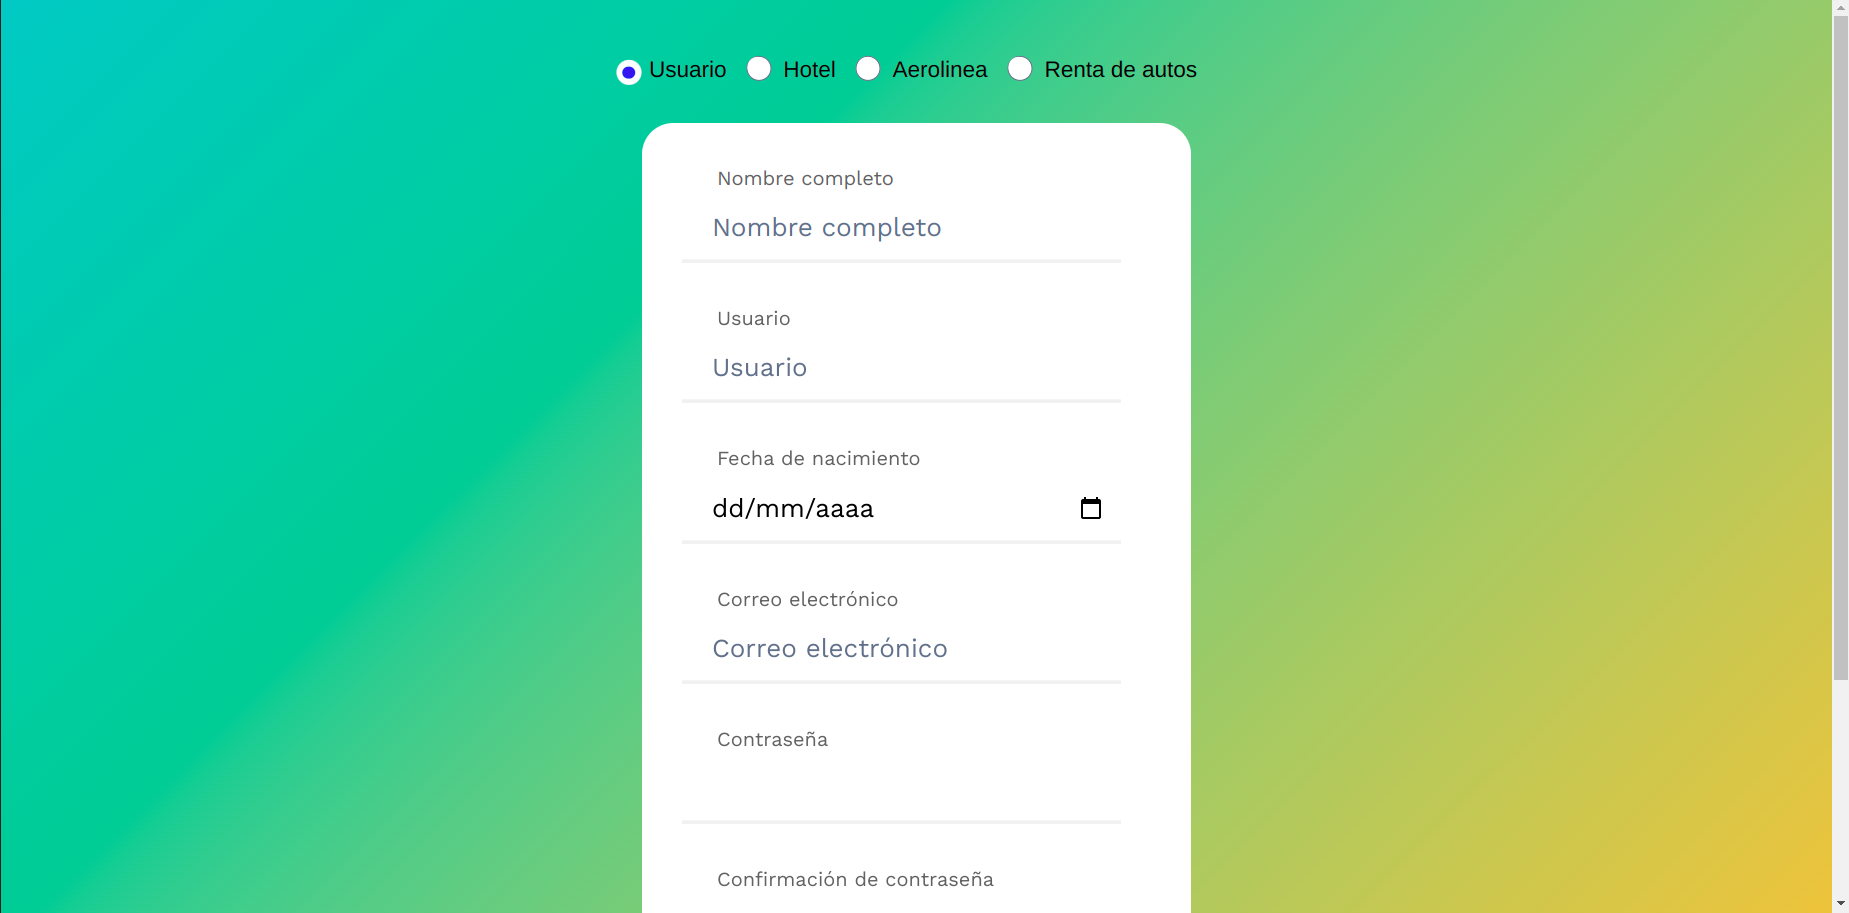 Usuario Hotel Aerolinea Renta de autos
Nombre completo
Nombre completo
Usuario
Usuario
Fecha de nacimiento
dd/mm/aaaa
Correo electrónico
Correo electrónico
Contraseña
Confirmación de contraseña